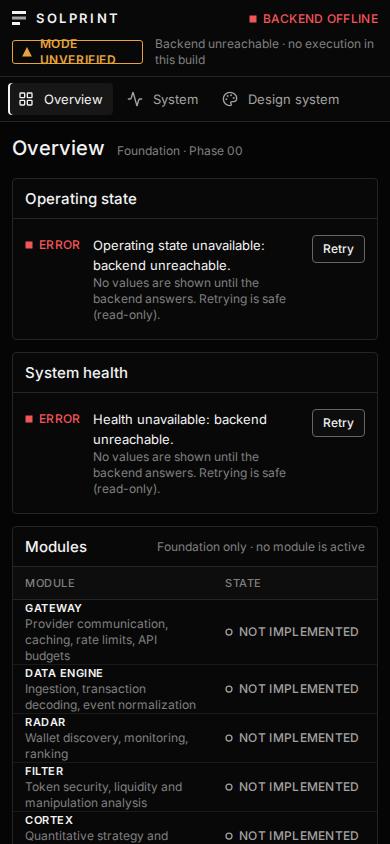 SOLPRINT
BACKEND OFFLINE
MODE
UNVERIFIED
Backend unreachable · no execution in
this build
Overview
System
Design system
Overview
Foundation · Phase 00
Operating state
ERROR
Operating state unavailable:
backend unreachable.
No values are shown until the
backend answers. Retrying is safe
(read-only).
Retry
System health
ERROR
Health unavailable: backend
unreachable.
No values are shown until the
backend answers. Retrying is safe
(read-only).
Retry
Modules
Foundation only · no module is active
MODULE
STATE
GATEWAY
Provider communication,
caching, rate limits, API
budgets
NOT IMPLEMENTED
DATA ENGINE
Ingestion, transaction
decoding, event normalization
NOT IMPLEMENTED
RADAR
Wallet discovery, monitoring,
ranking
NOT IMPLEMENTED
FILTER
Token security, liquidity and
manipulation analysis
NOT IMPLEMENTED
CORTEX
Quantitative strategy and
NOT IMPLEMENTED